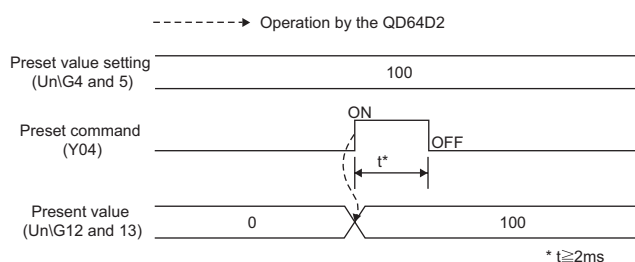 Operation by the QD64D2
Preset value setting
(Un\G4 and 5)
100
Preset command
(Y04)
ON
OFF
t*
Present value
(Un\G12 and 13)
0
100
* t≧2ms